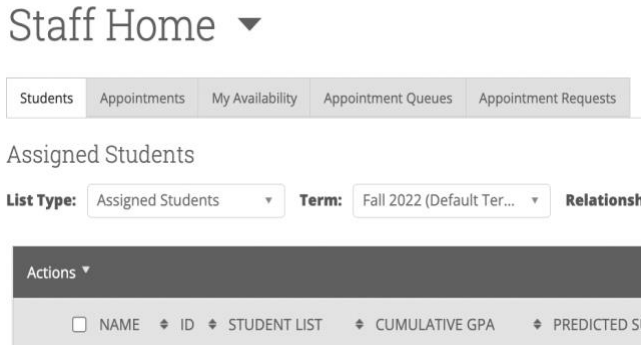 Staff Home
Students Appointments My Availability Appointment Queues Appointment Requests
Assigned Students
List Type: Assigned Students Term: Fall 2022 (Default Ter...
Actions
NAME ID STUDENT LIST CUMULATIVE GPA PREDICTED